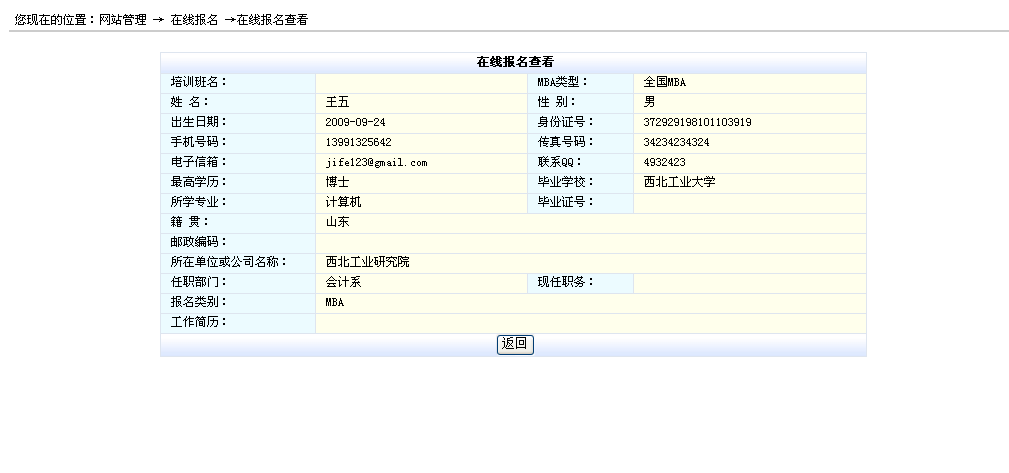 您现在的位置：网站管理 → 在线报名 →在线报名查看
在线报名查看
培训班名： MBA类型： 全国MBA
姓 名： 王五 性 别： 男
出生日期： 2009-09-24 身份证号： 372929198101103919
手机号码： 13991325642 传真号码： 34234234324
电子信箱： jife123@gmail.com 联系QQ： 4932423
最高学历： 博士 毕业学校： 西北工业大学
所学专业： 计算机 毕业证号：
籍 贯： 山东
邮政编码：
所在单位或公司名称： 西北工业研究院
任职部门： 会计系 现任职务：
报名类别： MBA
工作简历：
返回